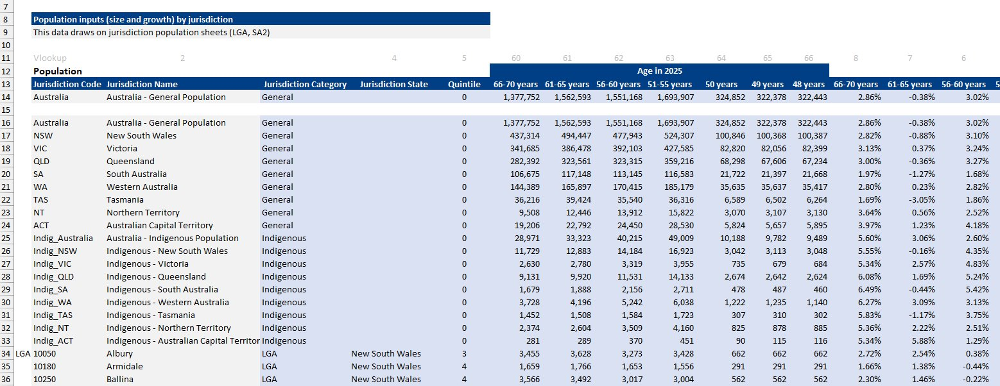 7
8 Population inputs (size and growth) by jurisdiction
9 This data draws on jurisdiction population sheets (LGA, SA2)
10
11 Vlookup 2 4 5 60 61 62 63 64 65 66 8 7 6
12 Population Age in 2025
13 Jurisdiction Code Jurisdiction Name Jurisdiction Category Jurisdiction State Quintile 66-70 years 61-65 years 56-60 years 51-55 years 50 years 49 years 48 years 66-70 years 61-65 years 56-60 years 5
14 Australia Australia - General Population General 0 1,377,752 1,562,593 1,551,168 1,693,907 324,852 322,378 322,443 2.86% -0.38% 3.02%
15
16 Australia Australia - General Population General 0 1,377,752 1,562,593 1,551,168 1,693,907 324,852 322,378 322,443 2.86% -0.38% 3.02%
17 NSW New South Wales General 0 437,314 494,447 477,943 524,307 100,846 100,368 100,387 2.82% -0.88% 3.10%
18 VIC Victoria General 0 341,685 386,478 392,103 427,585 82,820 82,056 82,399 3.13% 0.37% 3.24%
19 QLD Queensland General 0 282,392 323,561 323,315 359,216 68,298 67,606 67,234 3.00% -0.36% 3.27%
20 SA South Australia General 0 106,675 117,148 113,145 116,583 21,722 21,397 21,668 1.97% -1.27% 1.68%
21 WA Western Australia General 0 144,389 165,897 170,415 185,179 35,635 35,637 35,417 2.80% 0.23% 2.82%
22 TAS Tasmania General 0 36,216 39,424 35,540 36,316 6,589 6,502 6,264 1.69% -3.05% 1.86%
23 NT Northern Territory General 0 9,508 12,446 13,912 15,822 3,070 3,107 3,130 3.64% 0.56% 2.52%
24 ACT Australian Capital Territory General 0 19,206 22,792 24,450 28,530 5,824 5,657 5,895 3.97% 1.23% 4.18%
25 Indig_Australia Australia - Indigenous Population Indigenous 0 28,971 33,323 40,215 49,009 10,188 9,782 9,489 5.60% 3.06% 2.60%
26 Indig_NSW Indigenous - New South Wales Indigenous 0 11,729 12,883 14,184 16,923 3,042 3,113 3,048 5.55% -0.16% 4.35%
27 Indig_VIC Indigenous - Victoria Indigenous 0 2,630 2,780 3,319 3,955 735 679 684 5.34% 2.57% 4.83%
28 Indig_QLD Indigenous - Queensland Indigenous 0 9,131 9,920 11,531 14,133 2,674 2,642 2,624 6.08% 1.69% 5.24%
29 Indig_SA Indigenous - South Australia Indigenous 0 1,679 1,888 2,156 2,711 478 487 460 6.49% -0.44% 5.42%
30 Indig_WA Indigenous - Western Australia Indigenous 0 3,728 4,196 5,242 6,038 1,222 1,235 1,140 6.27% 3.09% 3.13%
31 Indig_TAS Indigenous - Tasmania Indigenous 0 1,452 1,508 1,584 1,723 307 310 302 5.83% -1.17% 3.75%
32 Indig_NT Indigenous - Northern Territory Indigenous 0 2,374 2,604 3,509 4,160 825 878 885 5.36% 2.22% 2.51%
33 Indig_ACT Indigenous - Australian Capital Territor Indigenous 0 281 289 370 451 90 115 116 5.34% 5.88% 1.29%
34 LGA 10050 Albury LGA New South Wales 3 3,455 3,628 3,273 3,428 662 662 662 2.72% 2.54% 0.38%
35 10180 Armidale LGA New South Wales 4 1,659 1,766 1,653 1,556 291 291 291 1.66% 1.38% -0.44%
36 10250 Ballina LGA New South Wales 4 3,566 3,492 3,017 3,004 562 562 562 2.30% 1.46% -0.22%